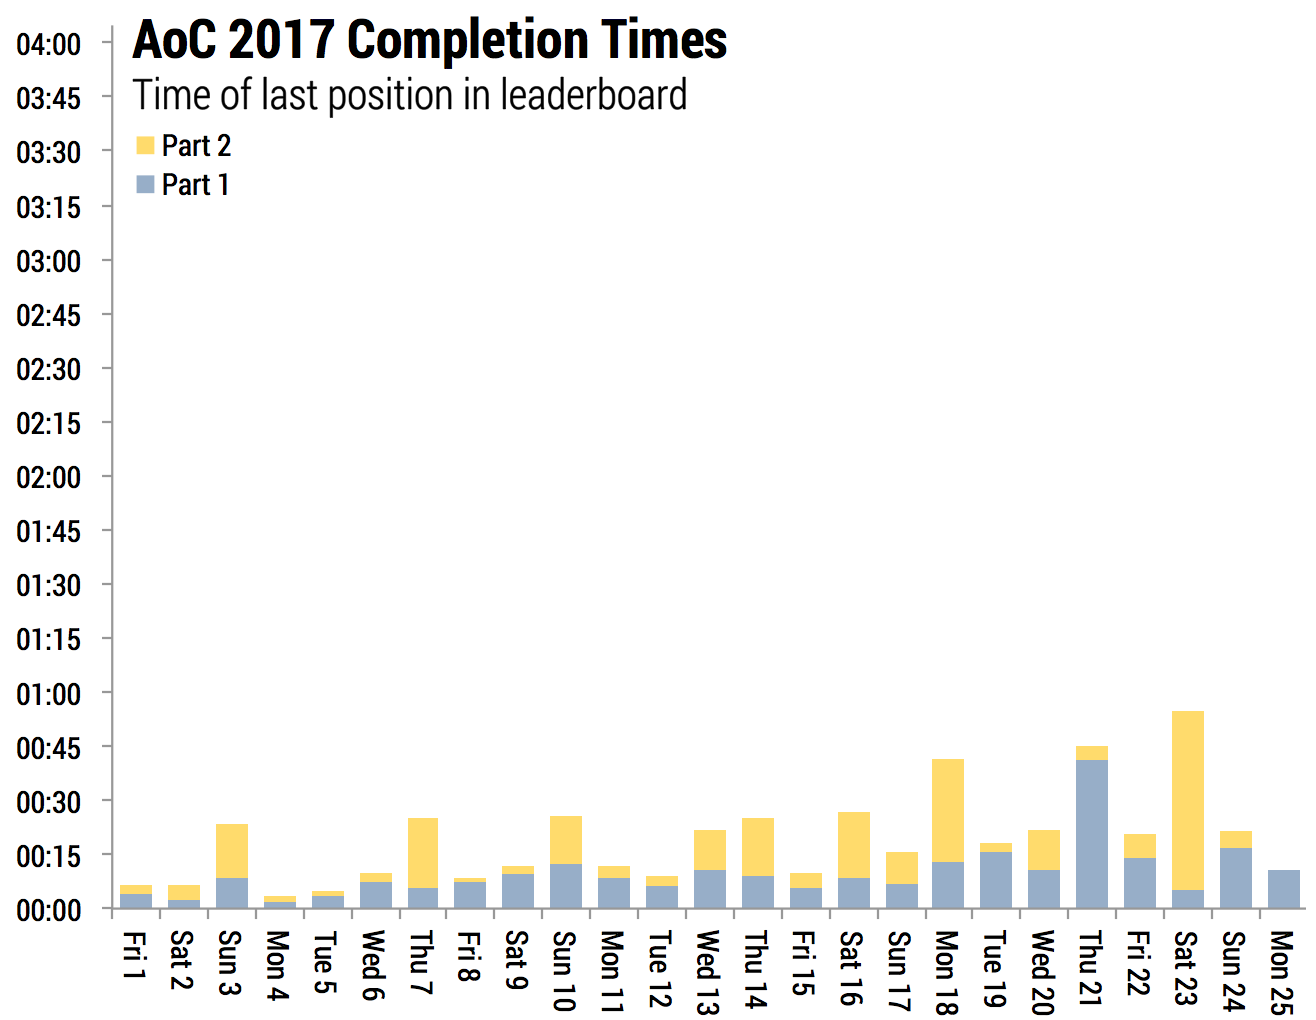 AoC 2017 Completion Times
Time of last position in leaderboard
Part 2
Part 1
04:00
03:45
03:30
03:15
03:00
02:45
02:30
02:15
02:00
01:45
01:30
01:15
01:00
00:45
00:30
00:15
00:00
Fri 1
Sat 2
Sun 3
Mon 4
Tue 5
Wed 6
Thu 7
Fri 8
Sat 9
Sun 10
Mon 11
Tue 12
Wed 13
Thu 14
Fri 15
Sat 16
Sun 17
Mon 18
Tue 19
Wed 20
Thu 21
Fri 22
Sat 23
Sun 24
Mon 25